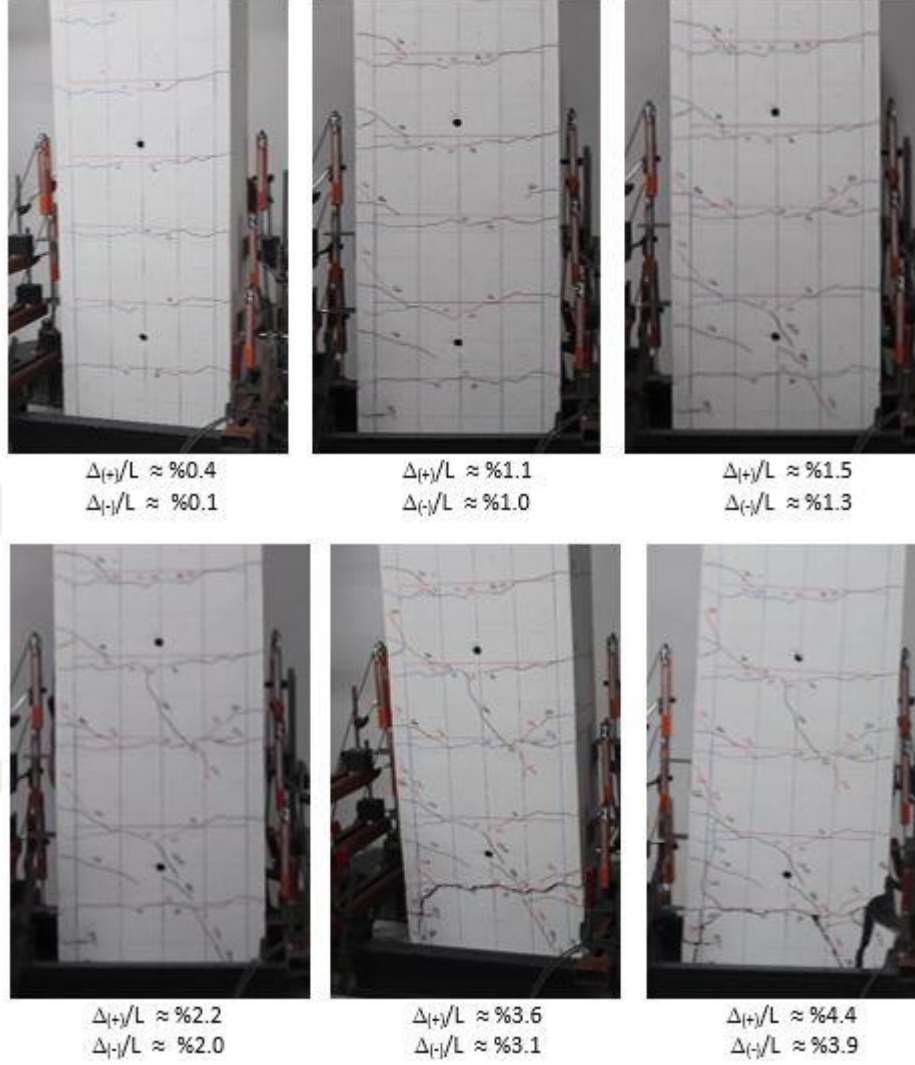 Δ(+)/L ≈ %0.4
Δ(-)/L ≈ %0.1
Δ(+)/L ≈ %1.1
Δ(-)/L ≈ %1.0
Δ(+)/L ≈ %1.5
Δ(-)/L ≈ %1.3
Δ(+)/L ≈ %2.2
Δ(-)/L ≈ %2.0
Δ(+)/L ≈ %3.6
Δ(-)/L ≈ %3.1
Δ(+)/L ≈ %4.4
Δ(-)/L ≈ %3.9